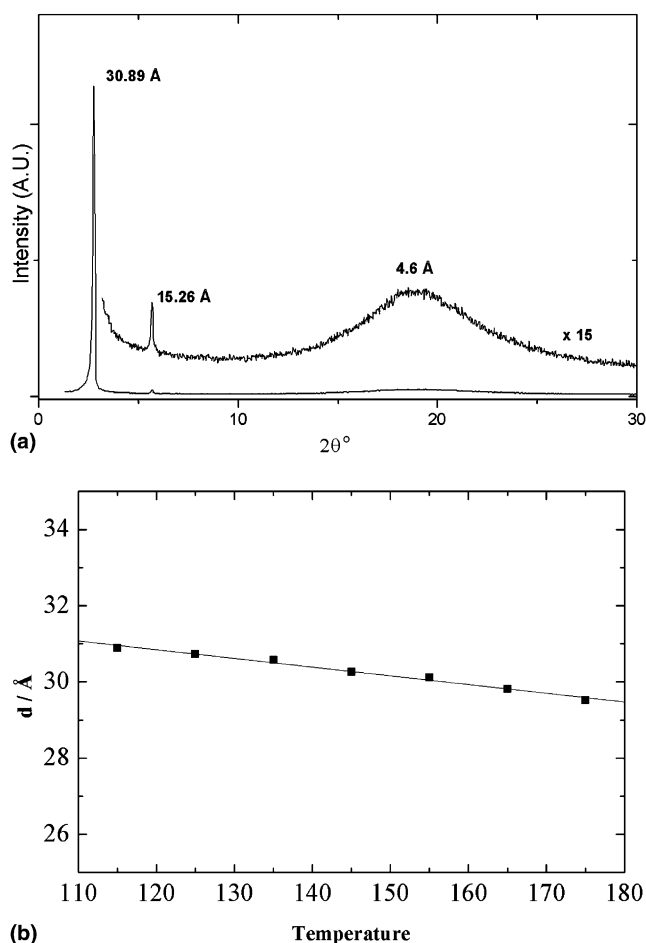 30.89 Å
Intensity (A.U.)
15.26 Å
4.6 Å
x 15
0 10 20 30
2θ°
(a)
34
32
30
28
26
d / Å
110 120 130 140 150 160 170 180
Temperature
(b)